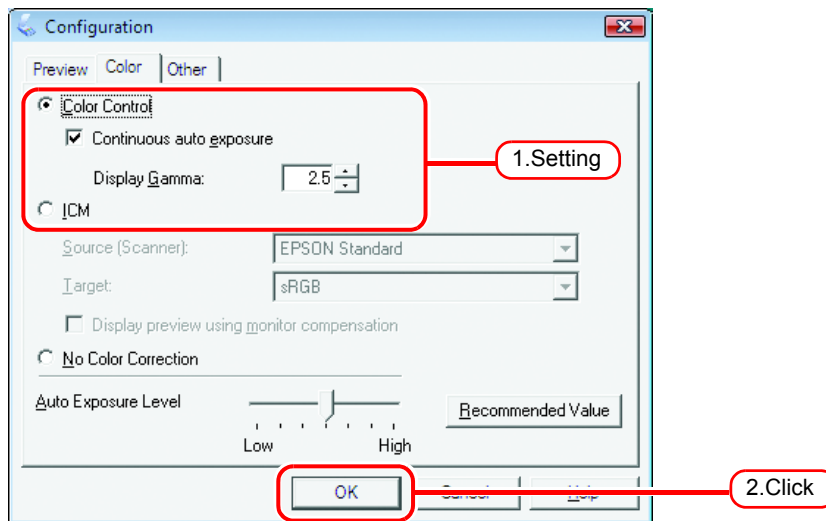 Configuration
Preview Color Other
Color Control
Continuous auto exposure
Display Gamma: 2.5
1.Setting
ICM
Source (Scanner): EPSON Standard
Target: sRGB
Display preview using monitor compensation
No Color Correction
Auto Exposure Level
Recommended Value
Low High
OK Cancel Help
2.Click